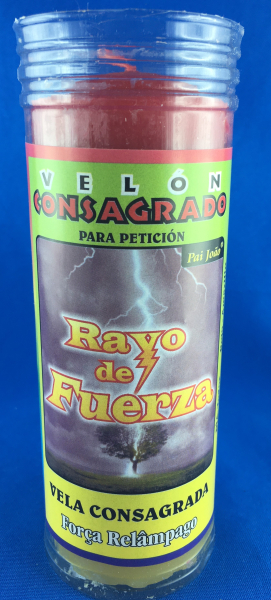 VELÓN
CONSAGRADO
PARA PETICIÓN
Pai João®
Rayo
de
Fuerza
VELA CONSAGRADA
Força Relâmpago